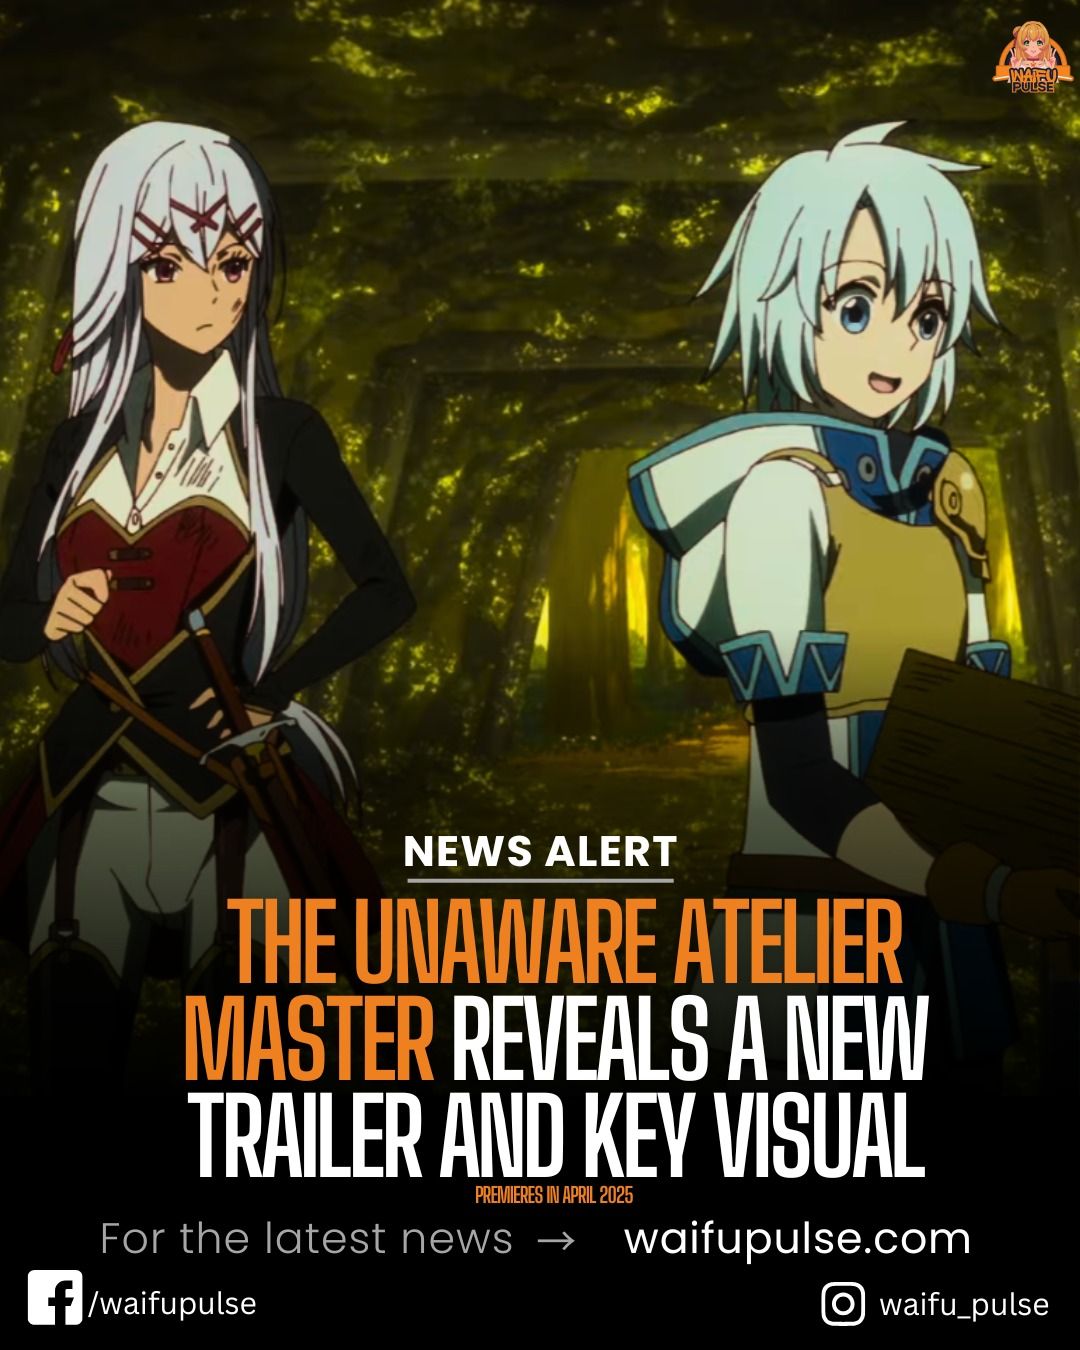 WAIFU
PULSE
NEWS ALERT
THE UNAWARE ATELIER
MASTER REVEALS A NEW
TRAILER AND KEY VISUAL
PREMIERES IN APRIL 2025
For the latest news → waifupulse.com
/waifupulse
waifu_pulse